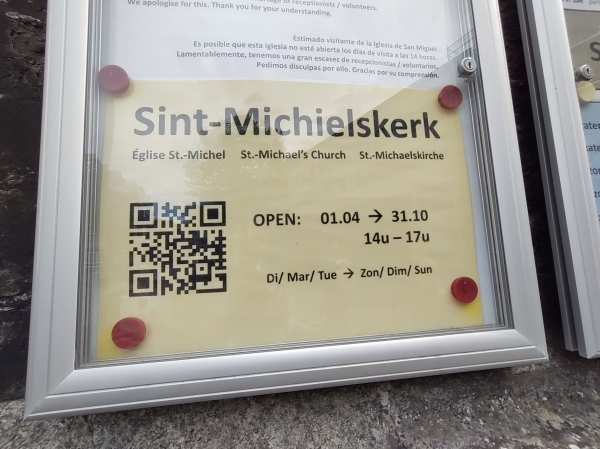 of receptionists / volunteers.
We apologise for this. Thank you for your understanding.
Estimado visitante de la Iglesia de San Miguel
Es posible que esta iglesia no esté abierta los días de visita a las 14 horas.
Lamentablemente, tenemos una gran escasez de recepcionistas / voluntarios.
Pedimos disculpas por ello. Gracias por su comprensión.
Sint-Michielskerk
Église St.-Michel St.-Michael's Church St.-Michaelskirche
OPEN: 01.04 → 31.10
14u – 17u
Di/ Mar/ Tue → Zon/ Dim/ Sun